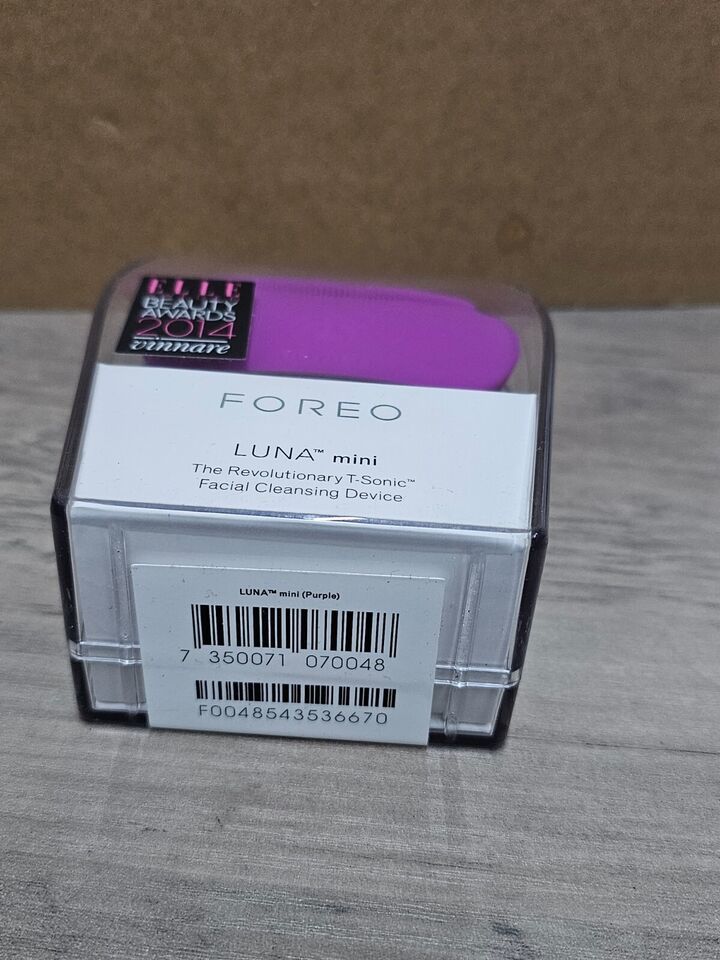 ELLE
BEAUTY
AWARDS
2014
vinnare
FOREO
LUNA™ mini
The Revolutionary T-Sonic™
Facial Cleansing Device
LUNA™ mini (Purple)
7 350071 070048
F0048543536670